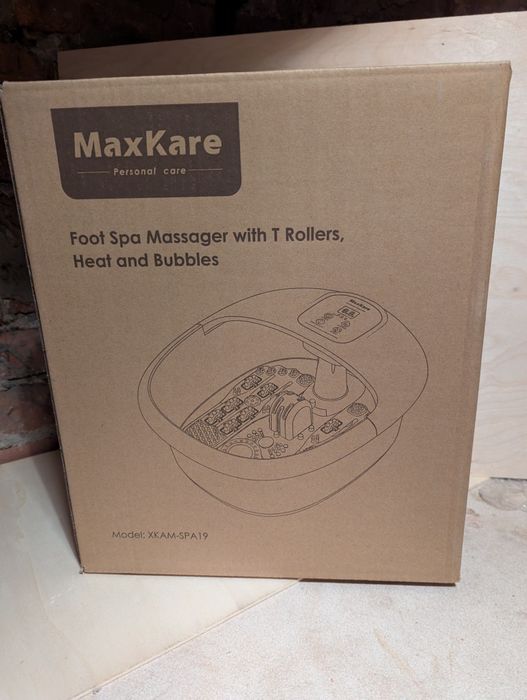 MaxKare
Personal care
Foot Spa Massager with T Rollers,
Heat and Bubbles
MaxKare
Model: XKAM-SPA19